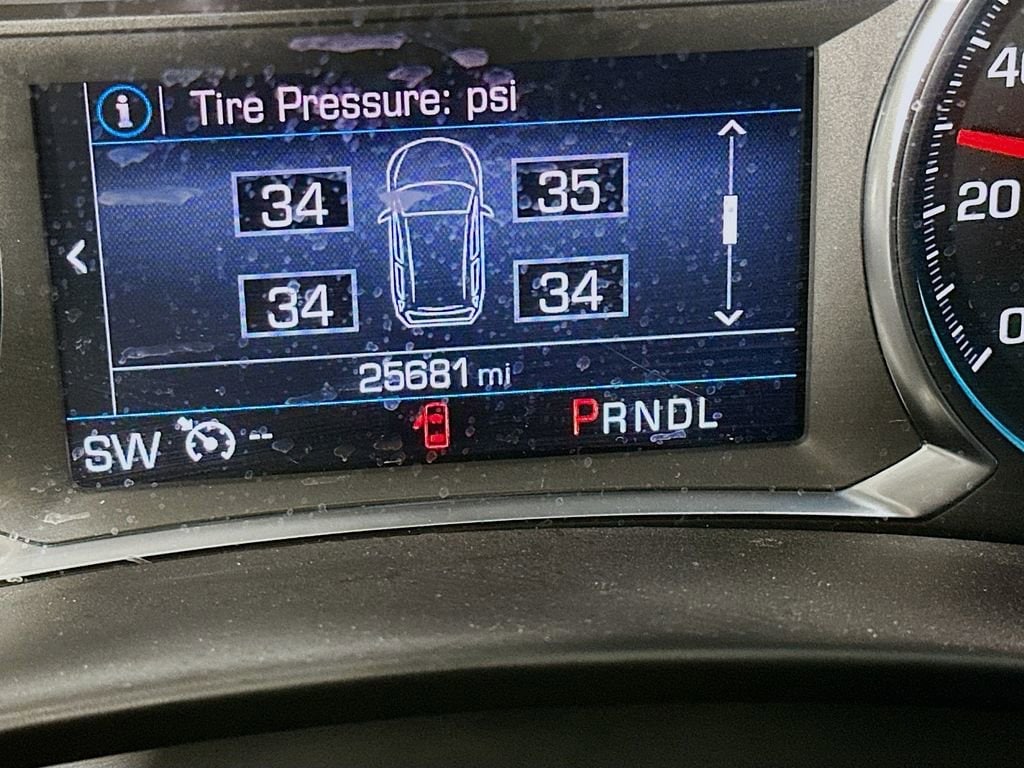 i Tire Pressure: psi
34 35
34 34
25681 mi
SW -- PRNDL
40
20
0